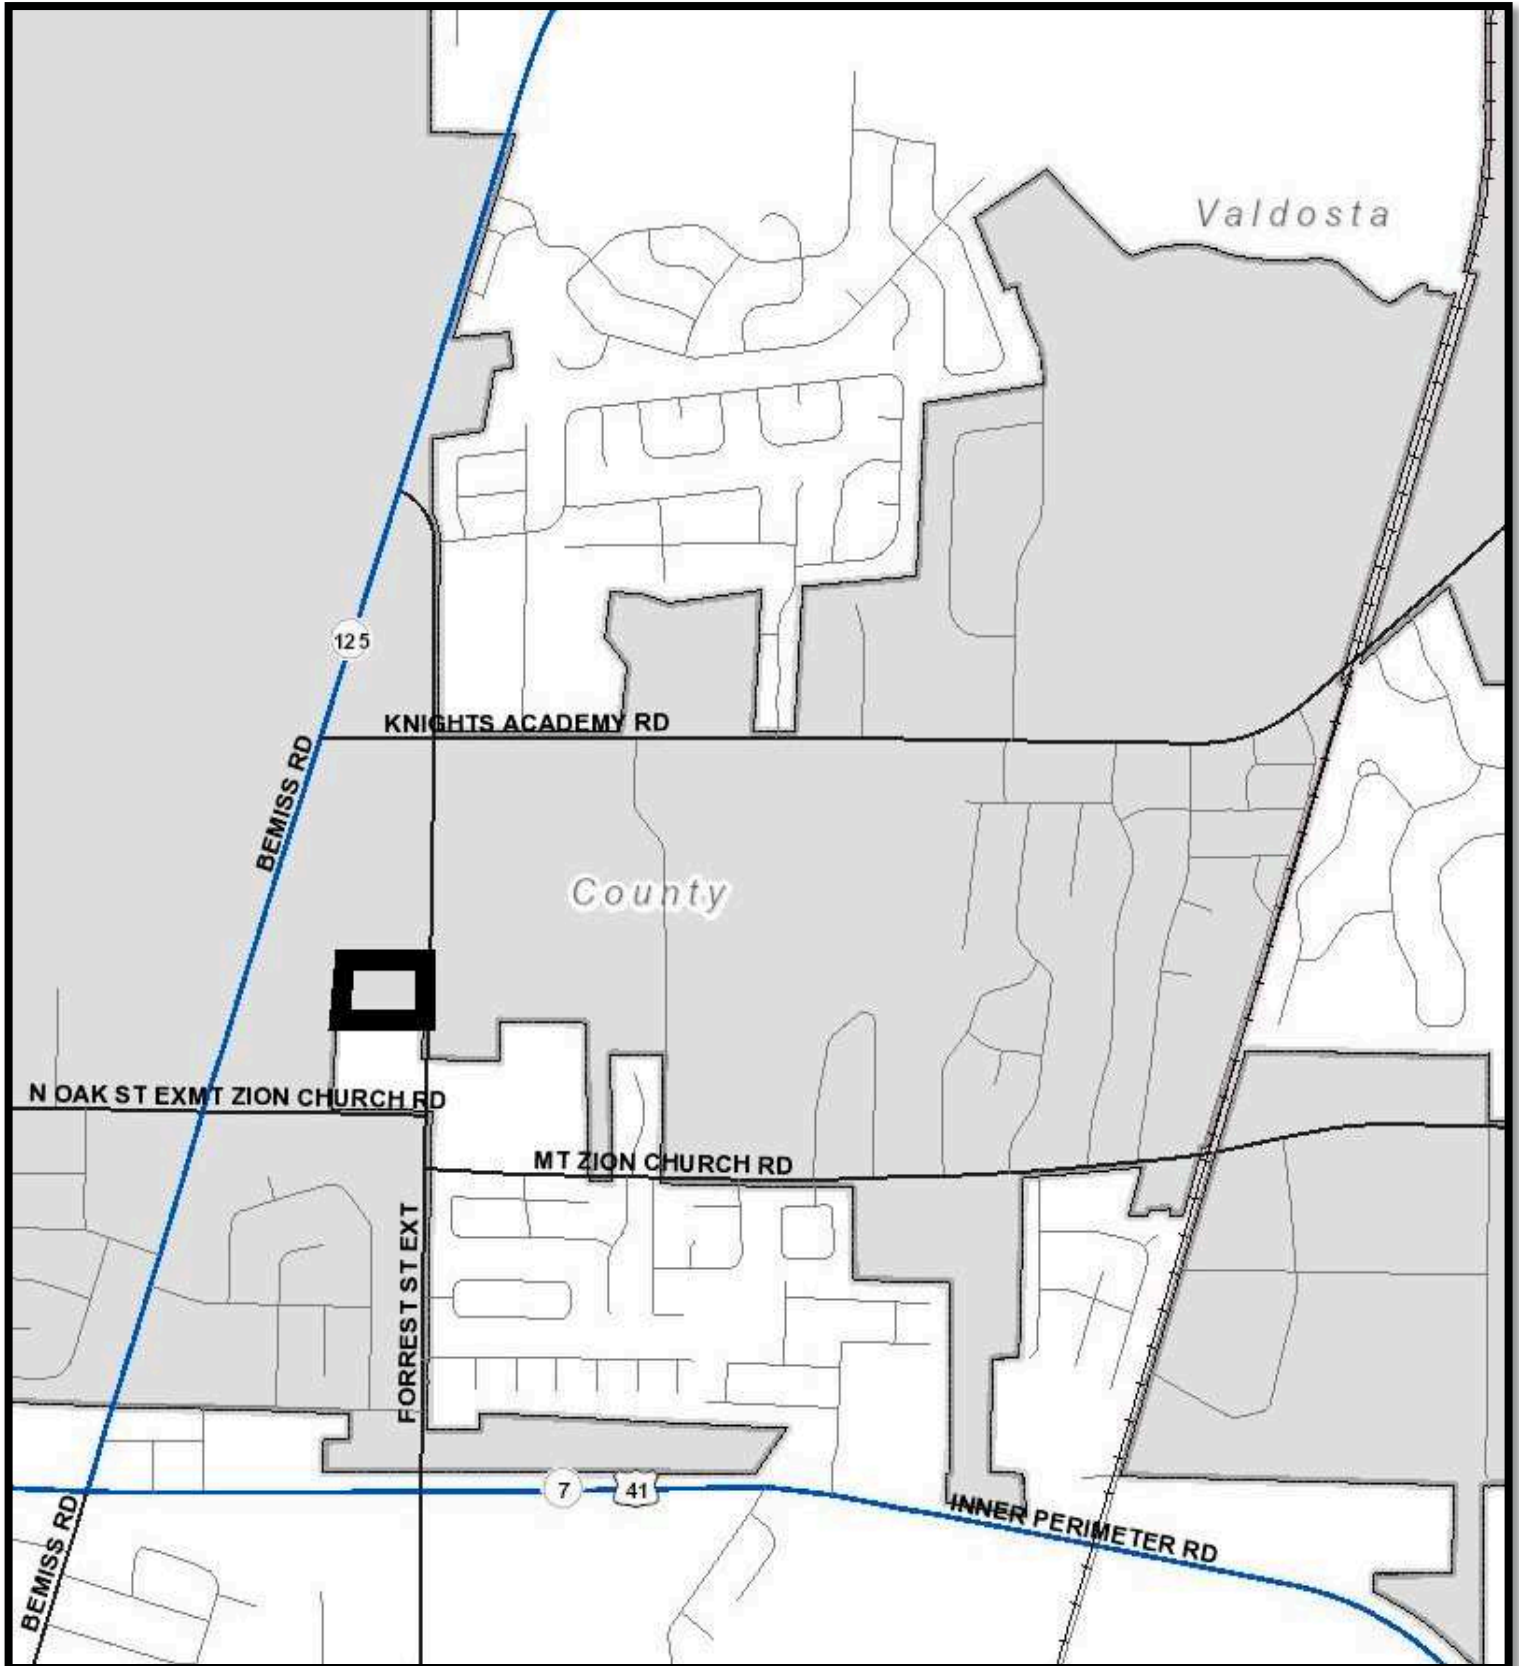 Valdosta
125
KNIGHTS ACADEMY RD
BEMISS RD
County
N OAK ST EXMT ZION CHURCH RD
MT ZION CHURCH RD
FORREST ST EXT
7
41
INNER PERIMETER RD
BEMISS RD